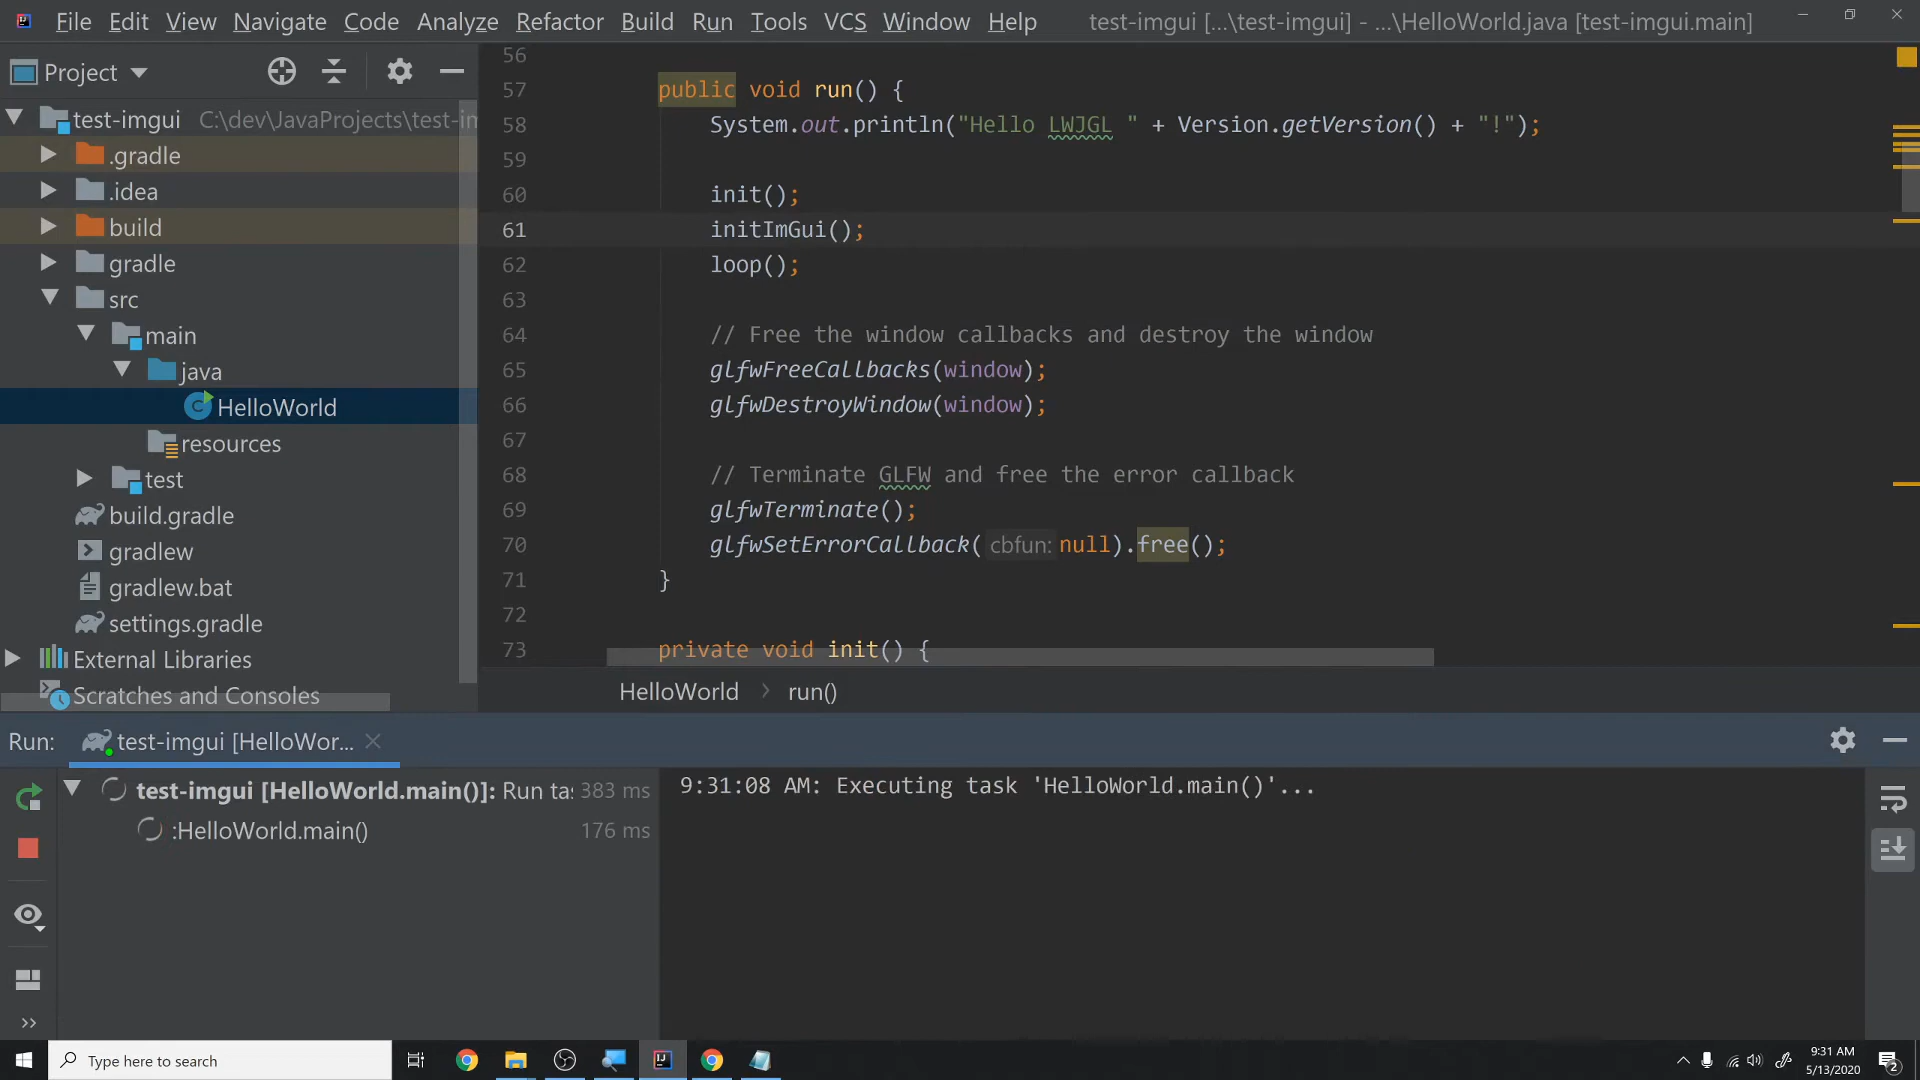 File Edit View Navigate Code Analyze Refactor Build Run Tools VCS Window Help test-imgui [...\test-imgui] - ...\HelloWorld.java [test-imgui.main]
Project
test-imgui C:\dev\JavaProjects\test-im
.gradle
.idea
build
gradle
src
main
java
HelloWorld
resources
test
build.gradle
gradlew
gradlew.bat
settings.gradle
External Libraries
Scratches and Consoles
56
57 public void run() {
58 System.out.println("Hello LWJGL " + Version.getVersion() + "!");
59
60 init();
61 initImGui();
62 loop();
63
64 // Free the window callbacks and destroy the window
65 glfwFreeCallbacks(window);
66 glfwDestroyWindow(window);
67
68 // Terminate GLFW and free the error callback
69 glfwTerminate();
70 glfwSetErrorCallback( cbfun: null).free();
71 }
72
73 private void init() {
HelloWorld > run()
Run: test-imgui [HelloWor...
test-imgui [HelloWorld.main()]: Run ta: 383 ms
:HelloWorld.main() 176 ms
9:31:08 AM: Executing task 'HelloWorld.main()'...
Type here to search
9:31 AM
5/13/2020
2